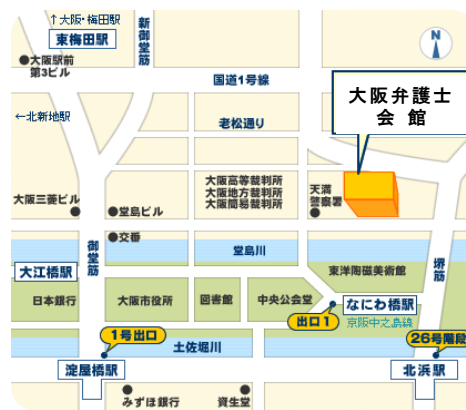 ↑大阪・梅田駅
東梅田駅
新御堂筋
N
大阪駅前
第3ビル
国道1号線
大阪弁護士
会館
←北新地駅
老松通り
大阪高等裁判所
大阪地方裁判所
大阪簡易裁判所
天満
警察署
大阪三菱ビル
堂島ビル
交番
御堂筋
堂島川
堺筋
大江橋駅
東洋陶磁美術館
日本銀行
大阪市役所
図書館
中央公会堂
なにわ橋駅
出口1
京阪中之島線
1号出口
土佐堀川
26号階段
淀屋橋駅
北浜駅
みずほ銀行
資生堂